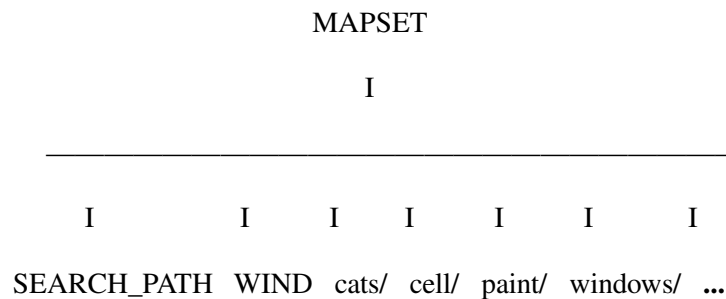 MAPSET
I
I I I I I I I
SEARCH_PATH WIND cats/ cell/ paint/ windows/ ...